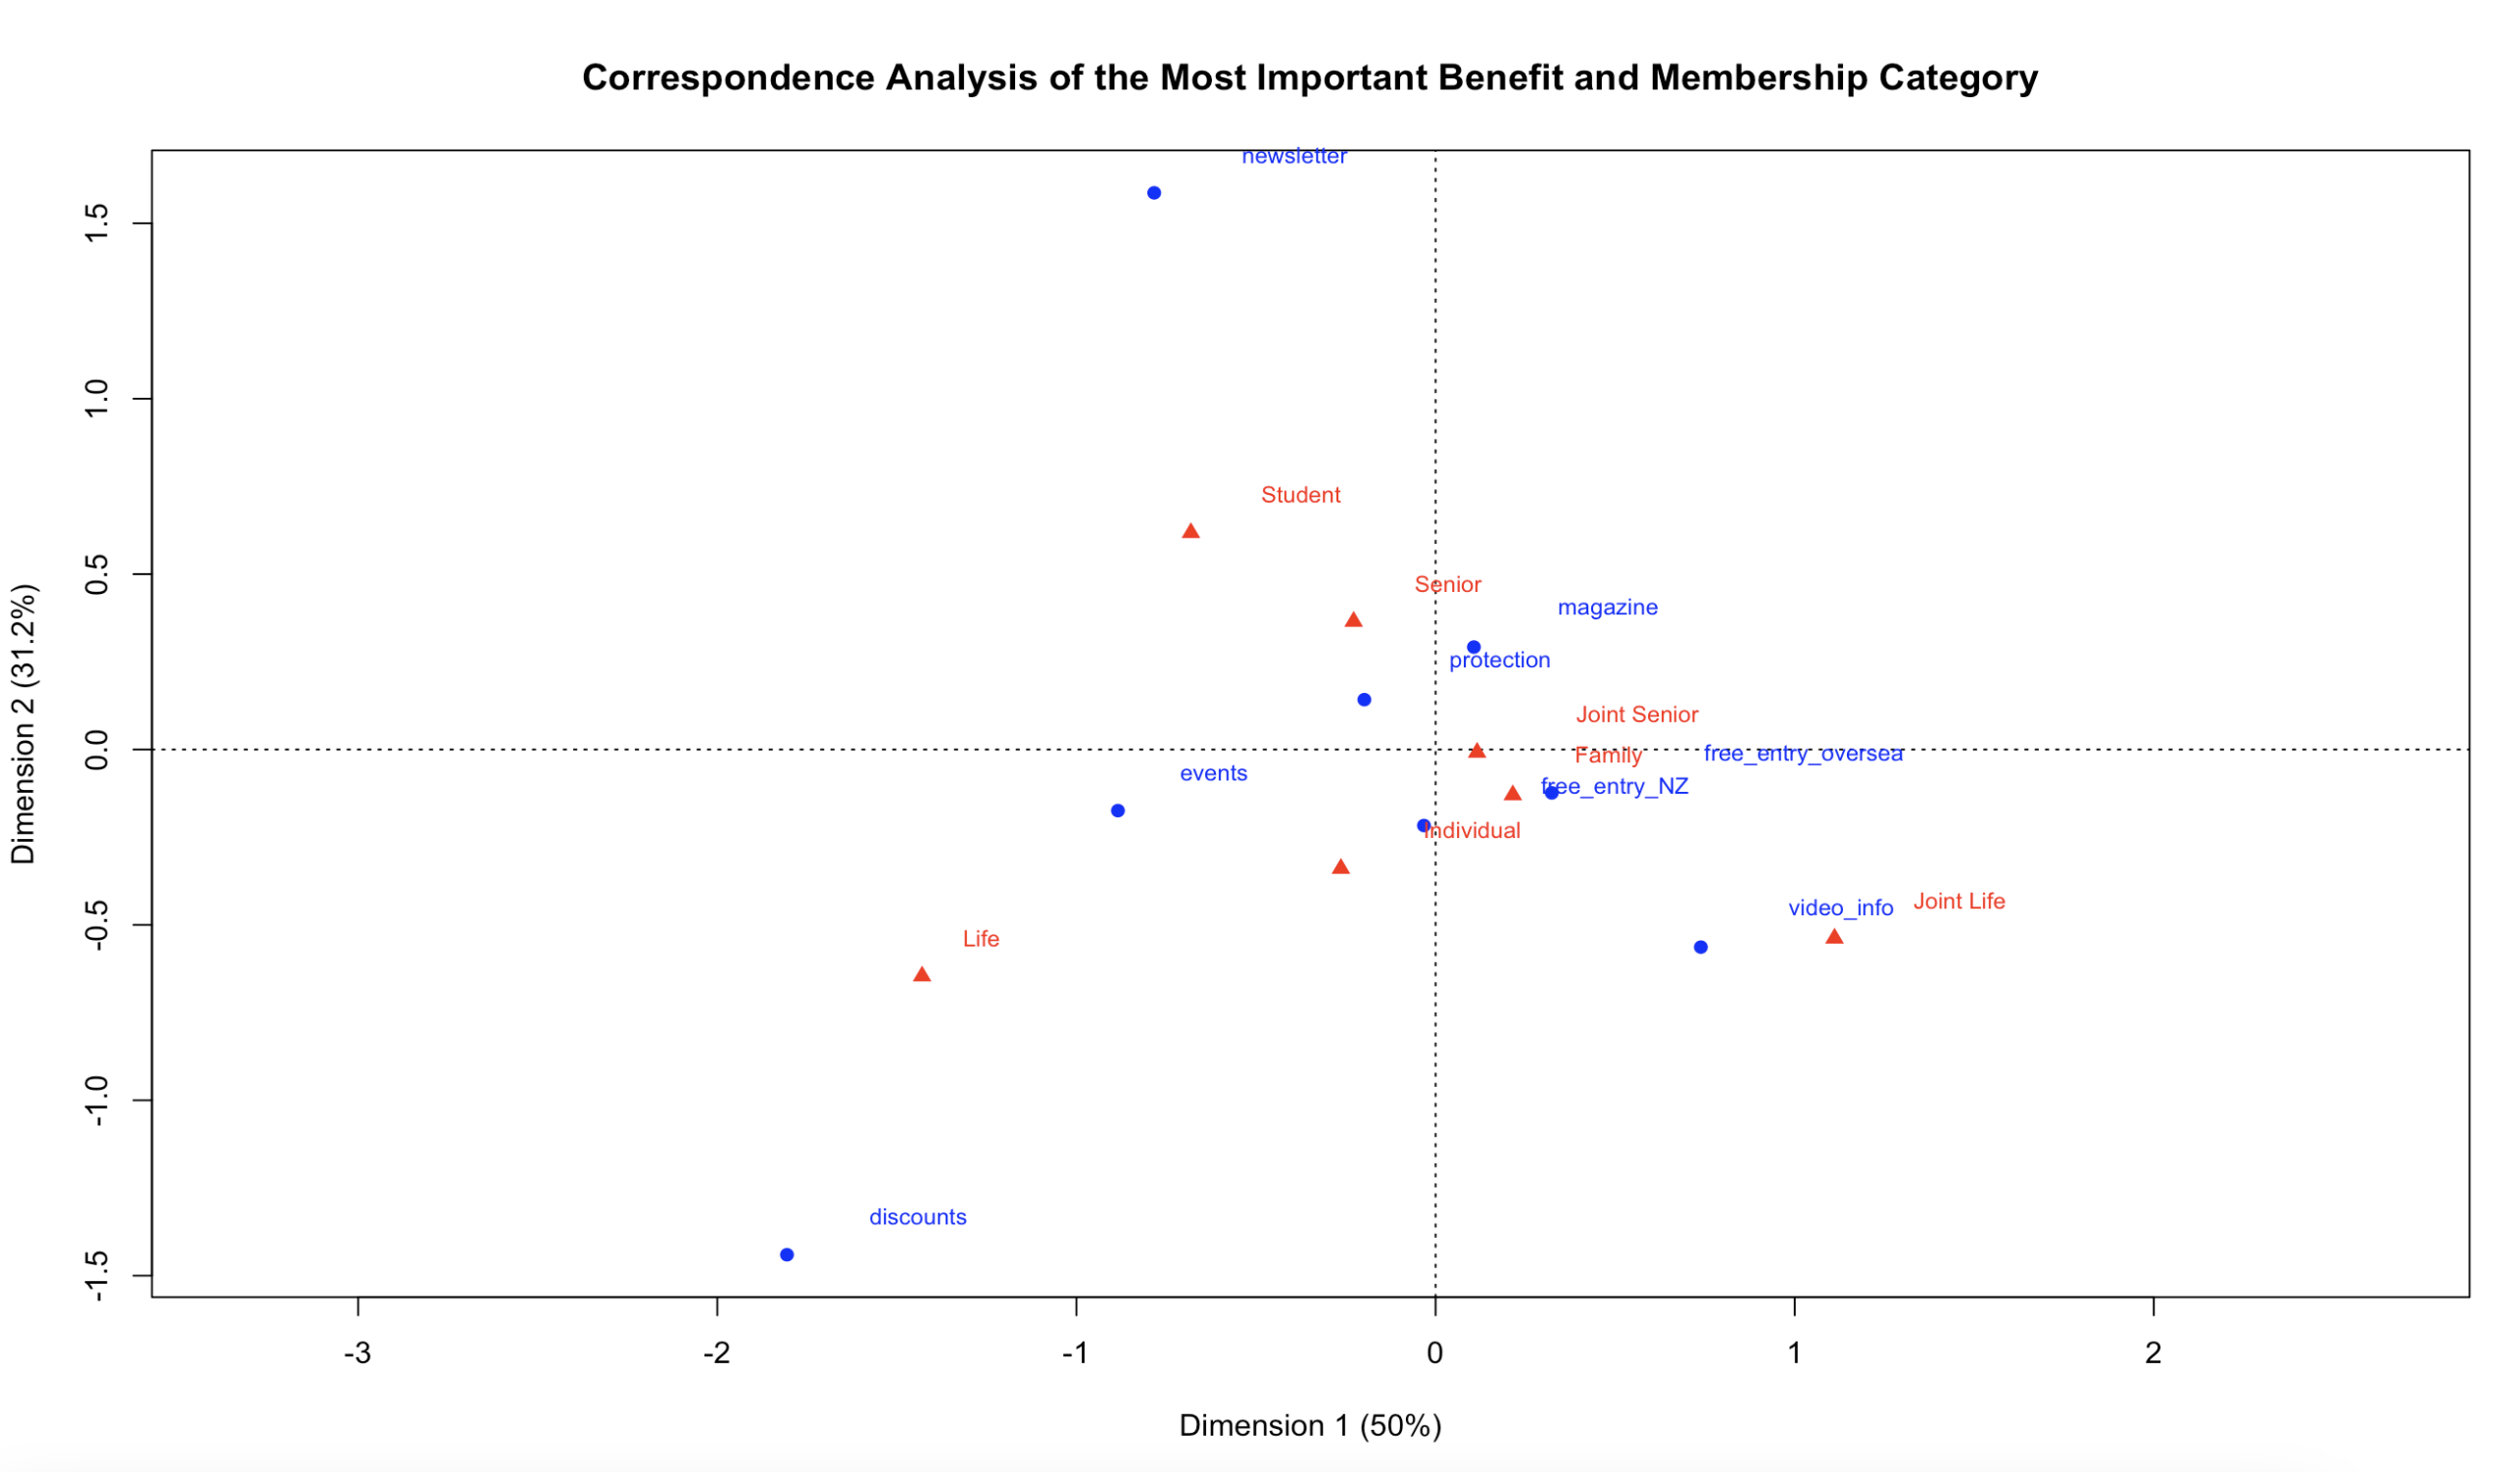 Correspondence Analysis of the Most Important Benefit and Membership Category
newsletter
1.5
1.0
Student
0.5
Senior
magazine
protection
Joint Senior
0.0
Family
free_entry_oversea
events
free_entry_NZ
Individual
-0.5
Joint Life
video_info
Life
-1.0
discounts
-1.5
Dimension 2 (31.2%)
-3
-2
-1
0
1
2
Dimension 1 (50%)